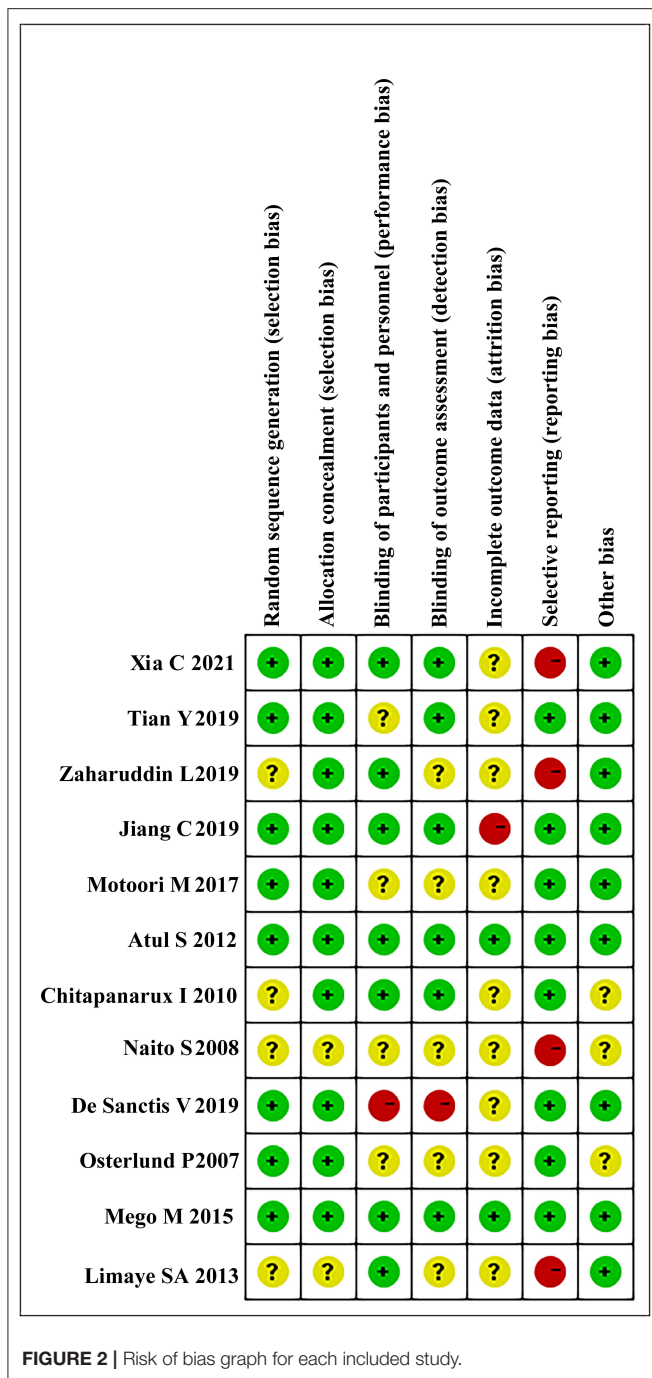 Random sequence generation (selection bias)
Allocation concealment (selection bias)
Blinding of participants and personnel (performance bias)
Blinding of outcome assessment (detection bias)
Incomplete outcome data (attrition bias)
Selective reporting (reporting bias)
Other bias
Xia C 2021 + + + + ? - +
Tian Y 2019 + + ? + ? + +
Zaharuddin L2019 ? + + ? ? - +
Jiang C 2019 + + + + - + +
Motoori M 2017 + + ? ? ? + +
Atul S 2012 + + + + + + +
Chitapanarux I 2010 ? + + + ? + ?
Naito S 2008 ? ? ? ? ? - ?
De Sanctis V 2019 + + - - ? + +
Osterlund P2007 + + ? ? ? + ?
Mego M 2015 + + + + + + +
Limaye SA 2013 ? ? + ? ? - +
FIGURE 2 | Risk of bias graph for each included study.